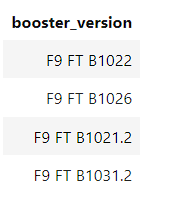 booster_version
F9 FT B1022
F9 FT B1026
F9 FT B1021.2
F9 FT B1031.2